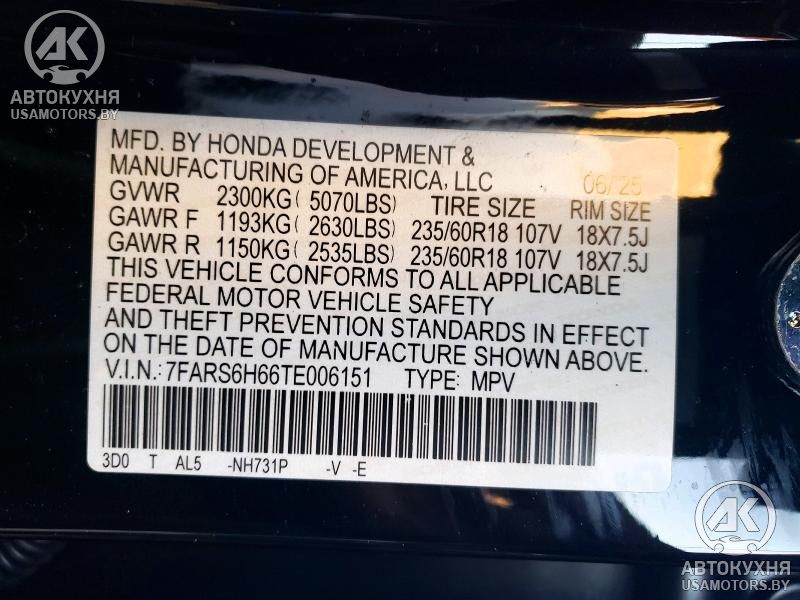 AK
АВТОКУХНЯ
USAMOTORS.BY
MFD. BY HONDA DEVELOPMENT &
MANUFACTURING OF AMERICA, LLC 06/'25
GVWR 2300KG( 5070LBS) TIRE SIZE RIM SIZE
GAWR F 1193KG( 2630LBS) 235/60R18 107V 18X7.5J
GAWR R 1150KG( 2535LBS) 235/60R18 107V 18X7.5J
THIS VEHICLE CONFORMS TO ALL APPLICABLE
FEDERAL MOTOR VEHICLE SAFETY
AND THEFT PREVENTION STANDARDS IN EFFECT
ON THE DATE OF MANUFACTURE SHOWN ABOVE.
V.I.N.: 7FARS6H66TE006151 TYPE: MPV
3D0 T AL5 -NH731P -V -E
AK
АВТОКУХНЯ
USAMOTORS.BY